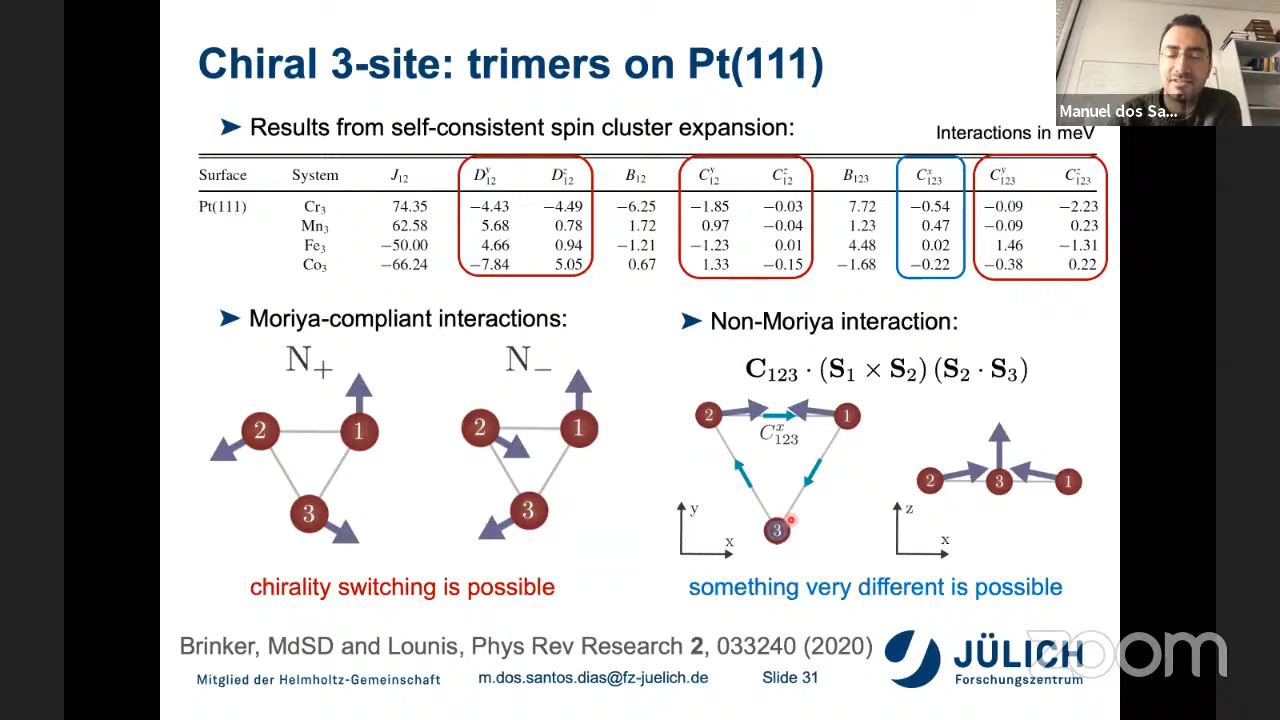 Chiral 3-site: trimers on Pt(111)
Manuel dos Sa...
➤ Results from self-consistent spin cluster expansion:
Interactions in meV
Surface System J₁₂ Dʸ₁₂ Dᶻ₁₂ B₁₂ Cʸ₁₂ Cᶻ₁₂ B₁₂₃ Cˣ₁₂₃ Cʸ₁₂₃ Cᶻ₁₂₃
Pt(111) Cr₃ 74.35 −4.43 −4.49 −6.25 −1.85 −0.03 7.72 −0.54 −0.09 −2.23
Mn₃ 62.58 5.68 0.78 1.72 0.97 −0.04 1.23 0.47 −0.09 0.23
Fe₃ −50.00 4.66 0.94 −1.21 −1.23 0.01 4.48 0.02 1.46 −1.31
Co₃ −66.24 −7.84 5.05 0.67 1.33 −0.15 −1.68 −0.22 −0.38 0.22
➤ Moriya-compliant interactions:
N₊ N₋
2 1 3
2 1 3
chirality switching is possible
➤ Non-Moriya interaction:
C₁₂₃ · (S₁ × S₂) (S₂ · S₃)
2 1
Cˣ₁₂₃
3
y
x
2 3 1
z
x
something very different is possible
Brinker, MdSD and Lounis, Phys Rev Research 2, 033240 (2020)
JÜLICH
Forschungszentrum
zoom
Mitglied der Helmholtz-Gemeinschaft
m.dos.santos.dias@fz-juelich.de
Slide 31